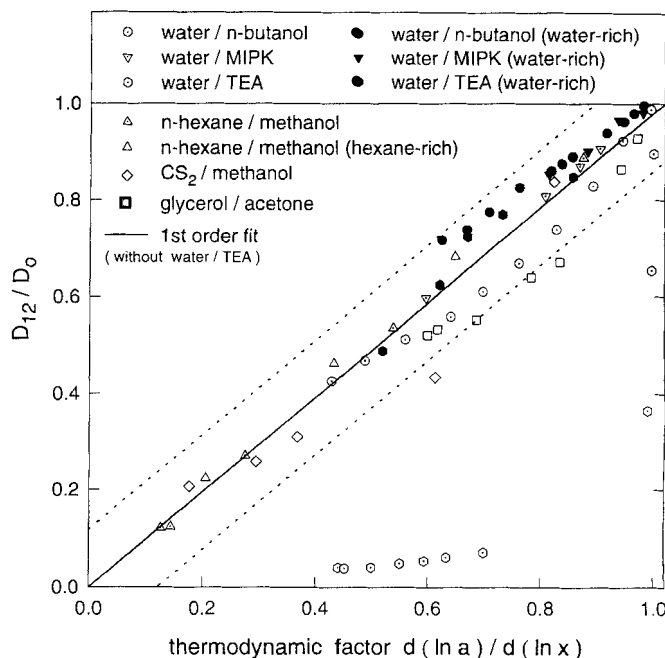 water / n-butanol
water / MIPK
water / TEA
water / n-butanol (water-rich)
water / MIPK (water-rich)
water / TEA (water-rich)
1.0
n-hexane / methanol
n-hexane / methanol (hexane-rich)
CS2 / methanol
glycerol / acetone
1st order fit
( without water / TEA )
0.8
0.6
0.4
0.2
0.0
D12 / D0
0.0 0.2 0.4 0.6 0.8 1.0
thermodynamic factor d ( ln a ) / d ( ln x )